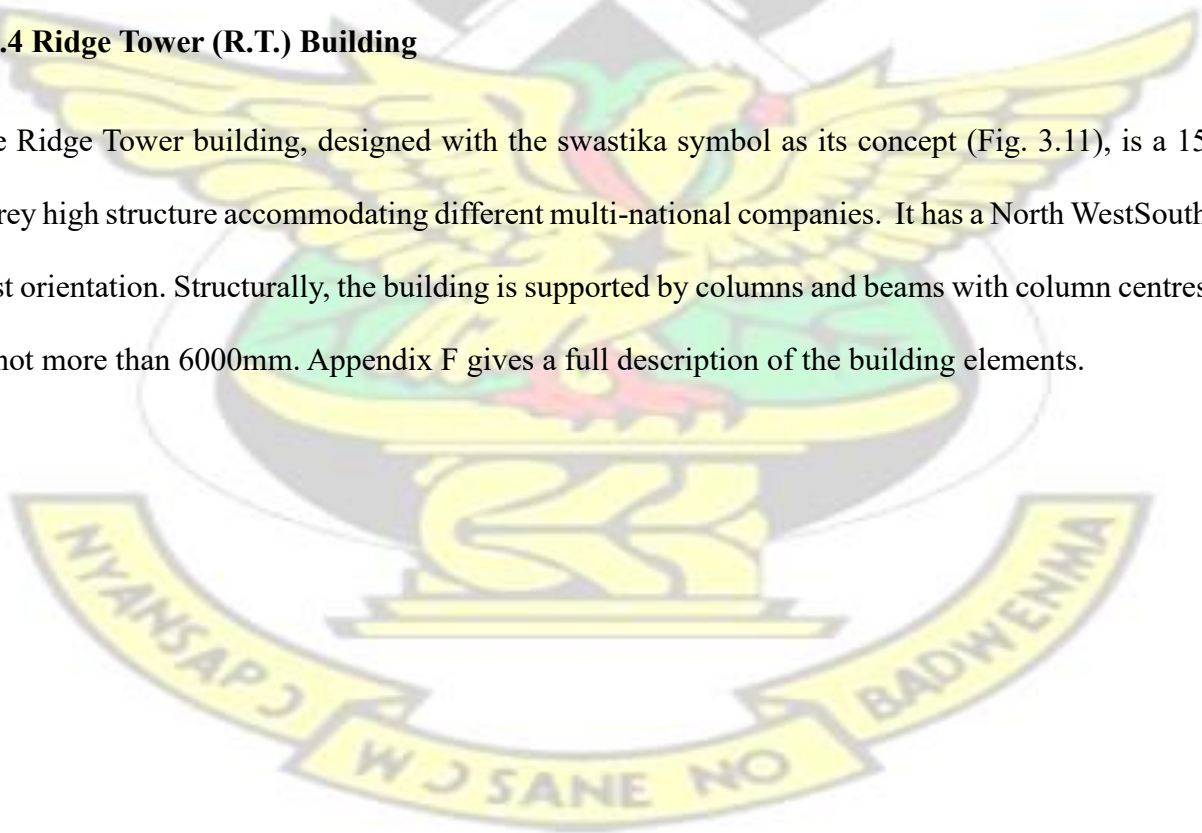 .4 Ridge Tower (R.T.) Building
e Ridge Tower building, designed with the swastika symbol as its concept (Fig. 3.11), is a 15
rey high structure accommodating different multi-national companies. It has a North WestSouth
st orientation. Structurally, the building is supported by columns and beams with column centres
not more than 6000mm. Appendix F gives a full description of the building elements.
NYANSAPƆ
WƆSANE NO
BADWENMA